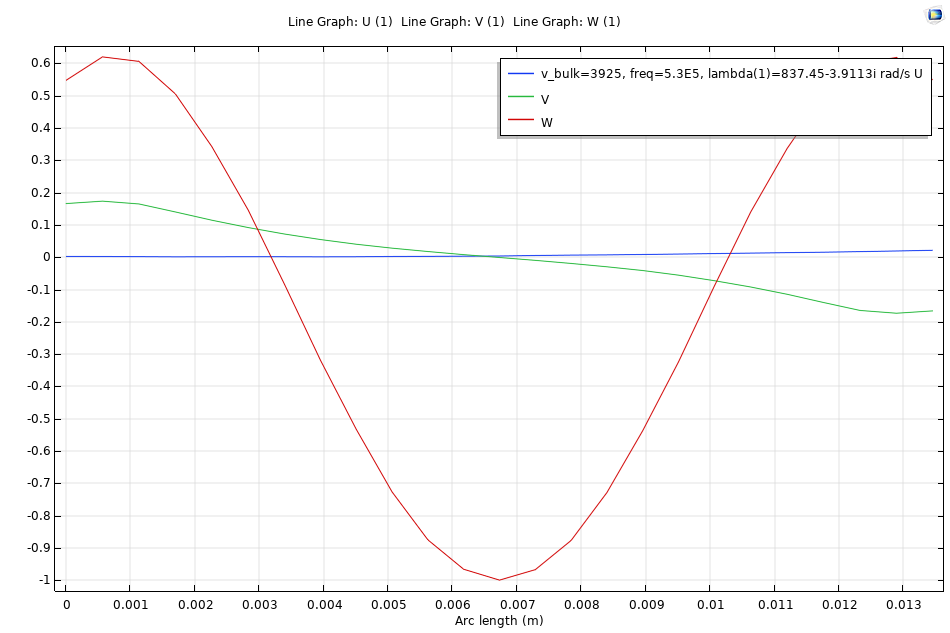 Line Graph: U (1) Line Graph: V (1) Line Graph: W (1)
v_bulk=3925, freq=5.3E5, lambda(1)=837.45-3.9113i rad/s U
V
W
0.6
0.5
0.4
0.3
0.2
0.1
0
-0.1
-0.2
-0.3
-0.4
-0.5
-0.6
-0.7
-0.8
-0.9
-1
0 0.001 0.002 0.003 0.004 0.005 0.006 0.007 0.008 0.009 0.01 0.011 0.012 0.013
Arc length (m)